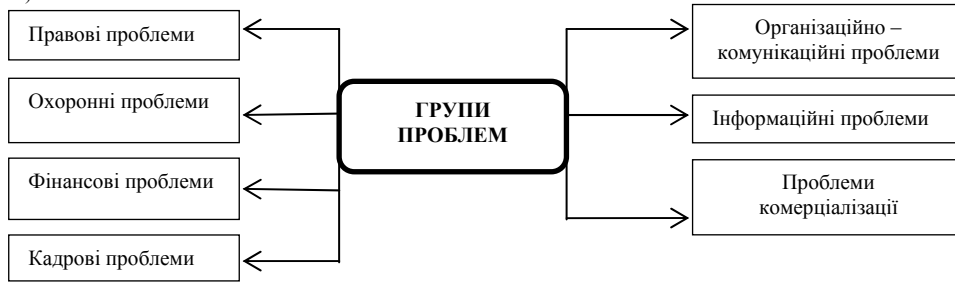 )
Правові проблеми
Охоронні проблеми
Фінансові проблеми
Кадрові проблеми
ГРУПИ
ПРОБЛЕМ
Організаційно –
комунікаційні проблеми
Інформаційні проблеми
Проблеми
комерціалізації